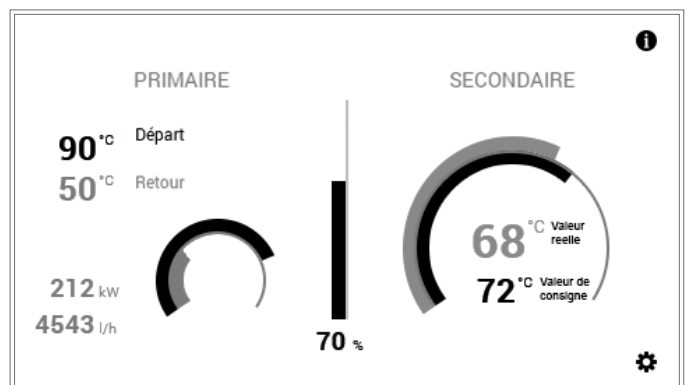 PRIMAIRE
90°C Départ
50°C Retour
212 kW
4543 l/h
70 %
SECONDAIRE
68°C Valeur
reelle
72°C Valeur de
consigne